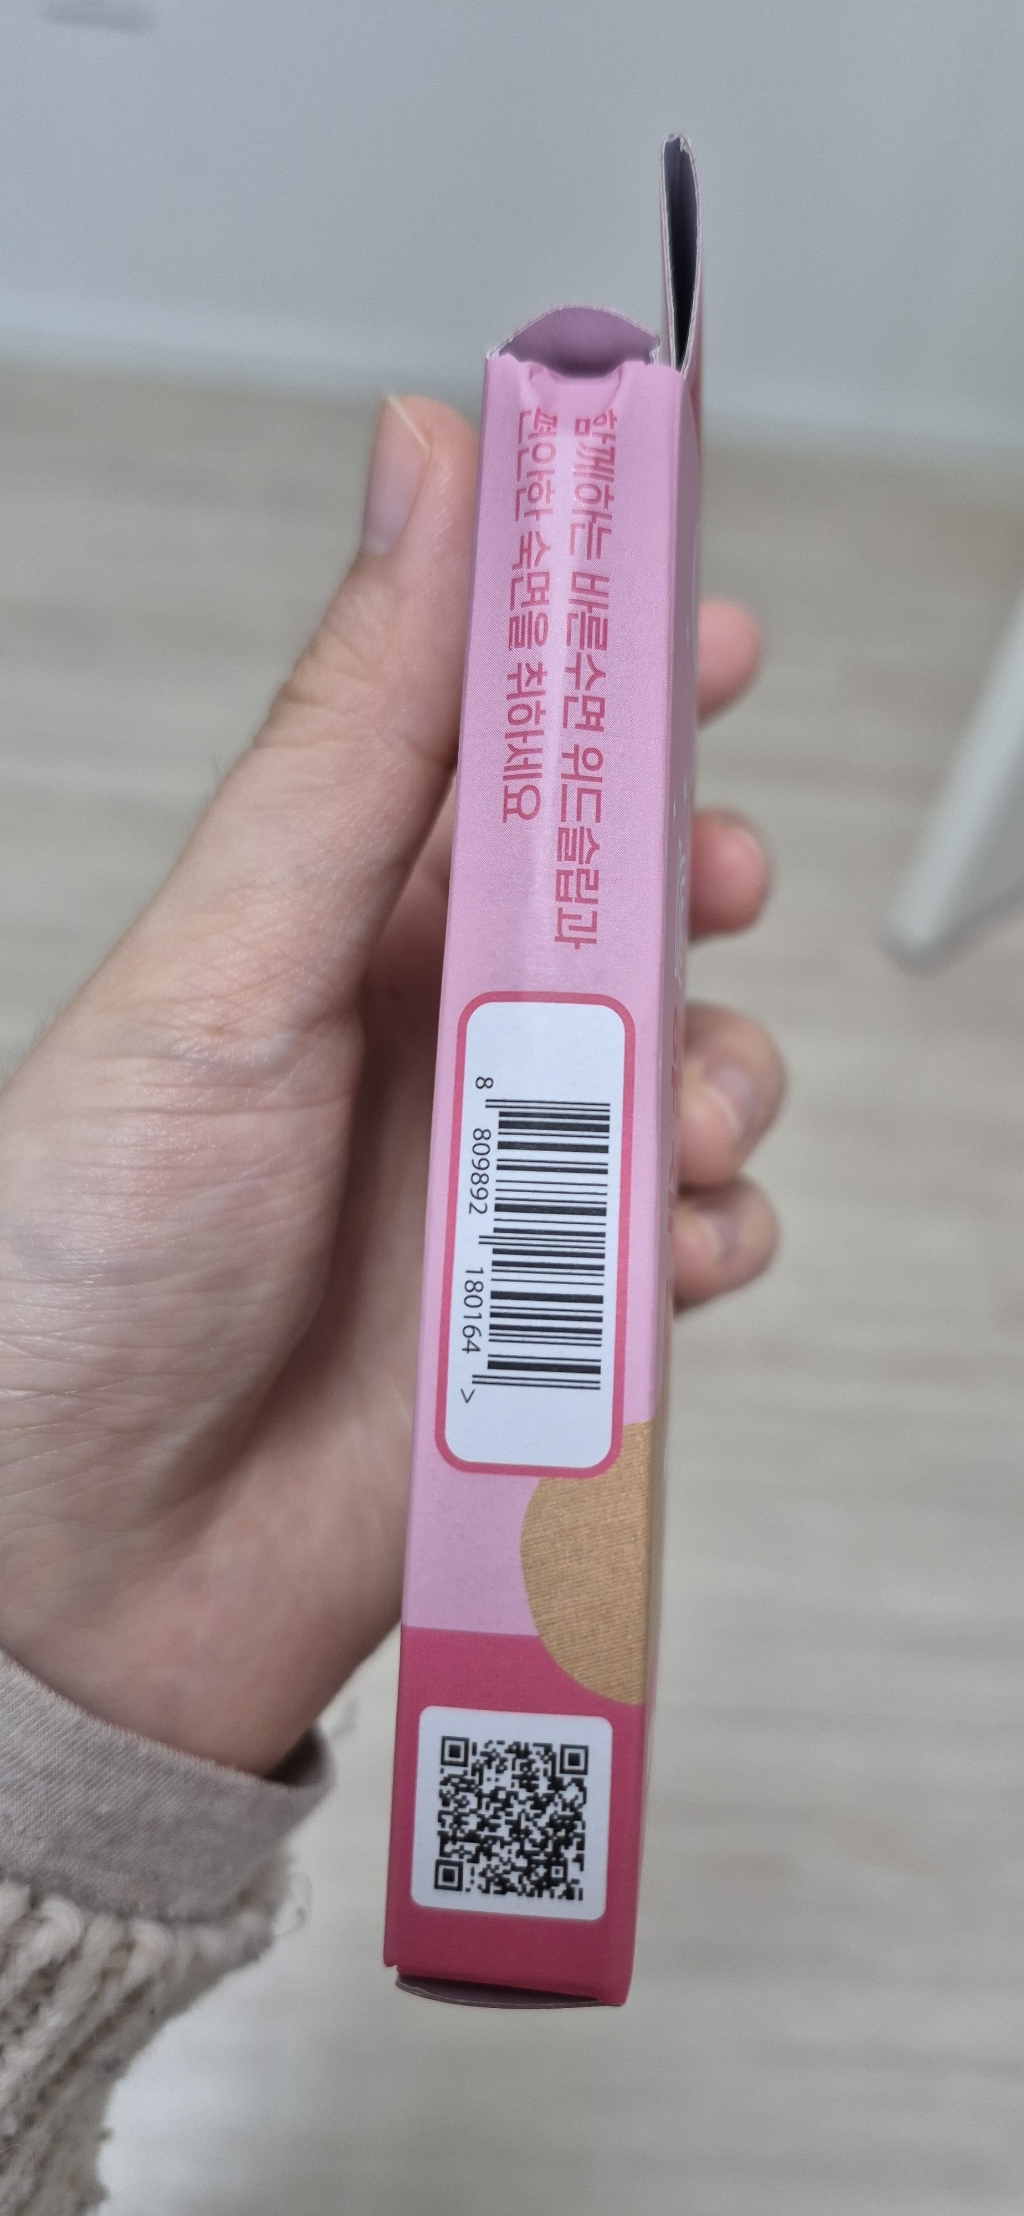 함께하는 바른수면 위드슬립과
편안한 숙면을 취하세요
8 809892 180164 >